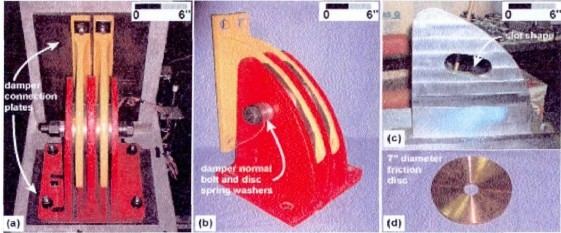 0 6"
damper
connection
plates
(a)
0 6"
damper normal
bolt and disc
spring washers
(b)
0 6"
slot shape
(c)
7" diameter
friction
disc
(d)